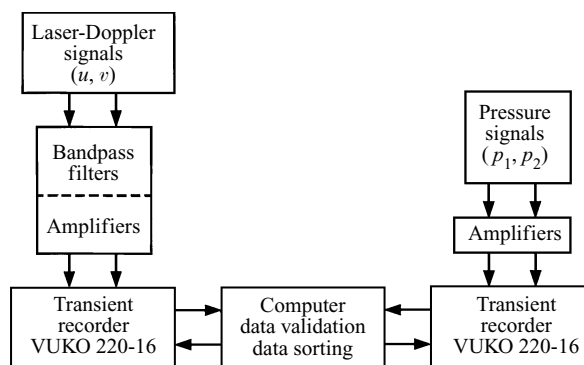 Laser-Doppler
signals
(u, v)
Bandpass
filters
Amplifiers
Pressure
signals
(p₁, p₂)
Amplifiers
Transient
recorder
VUKO 220-16
Computer
data validation
data sorting
Transient
recorder
VUKO 220-16